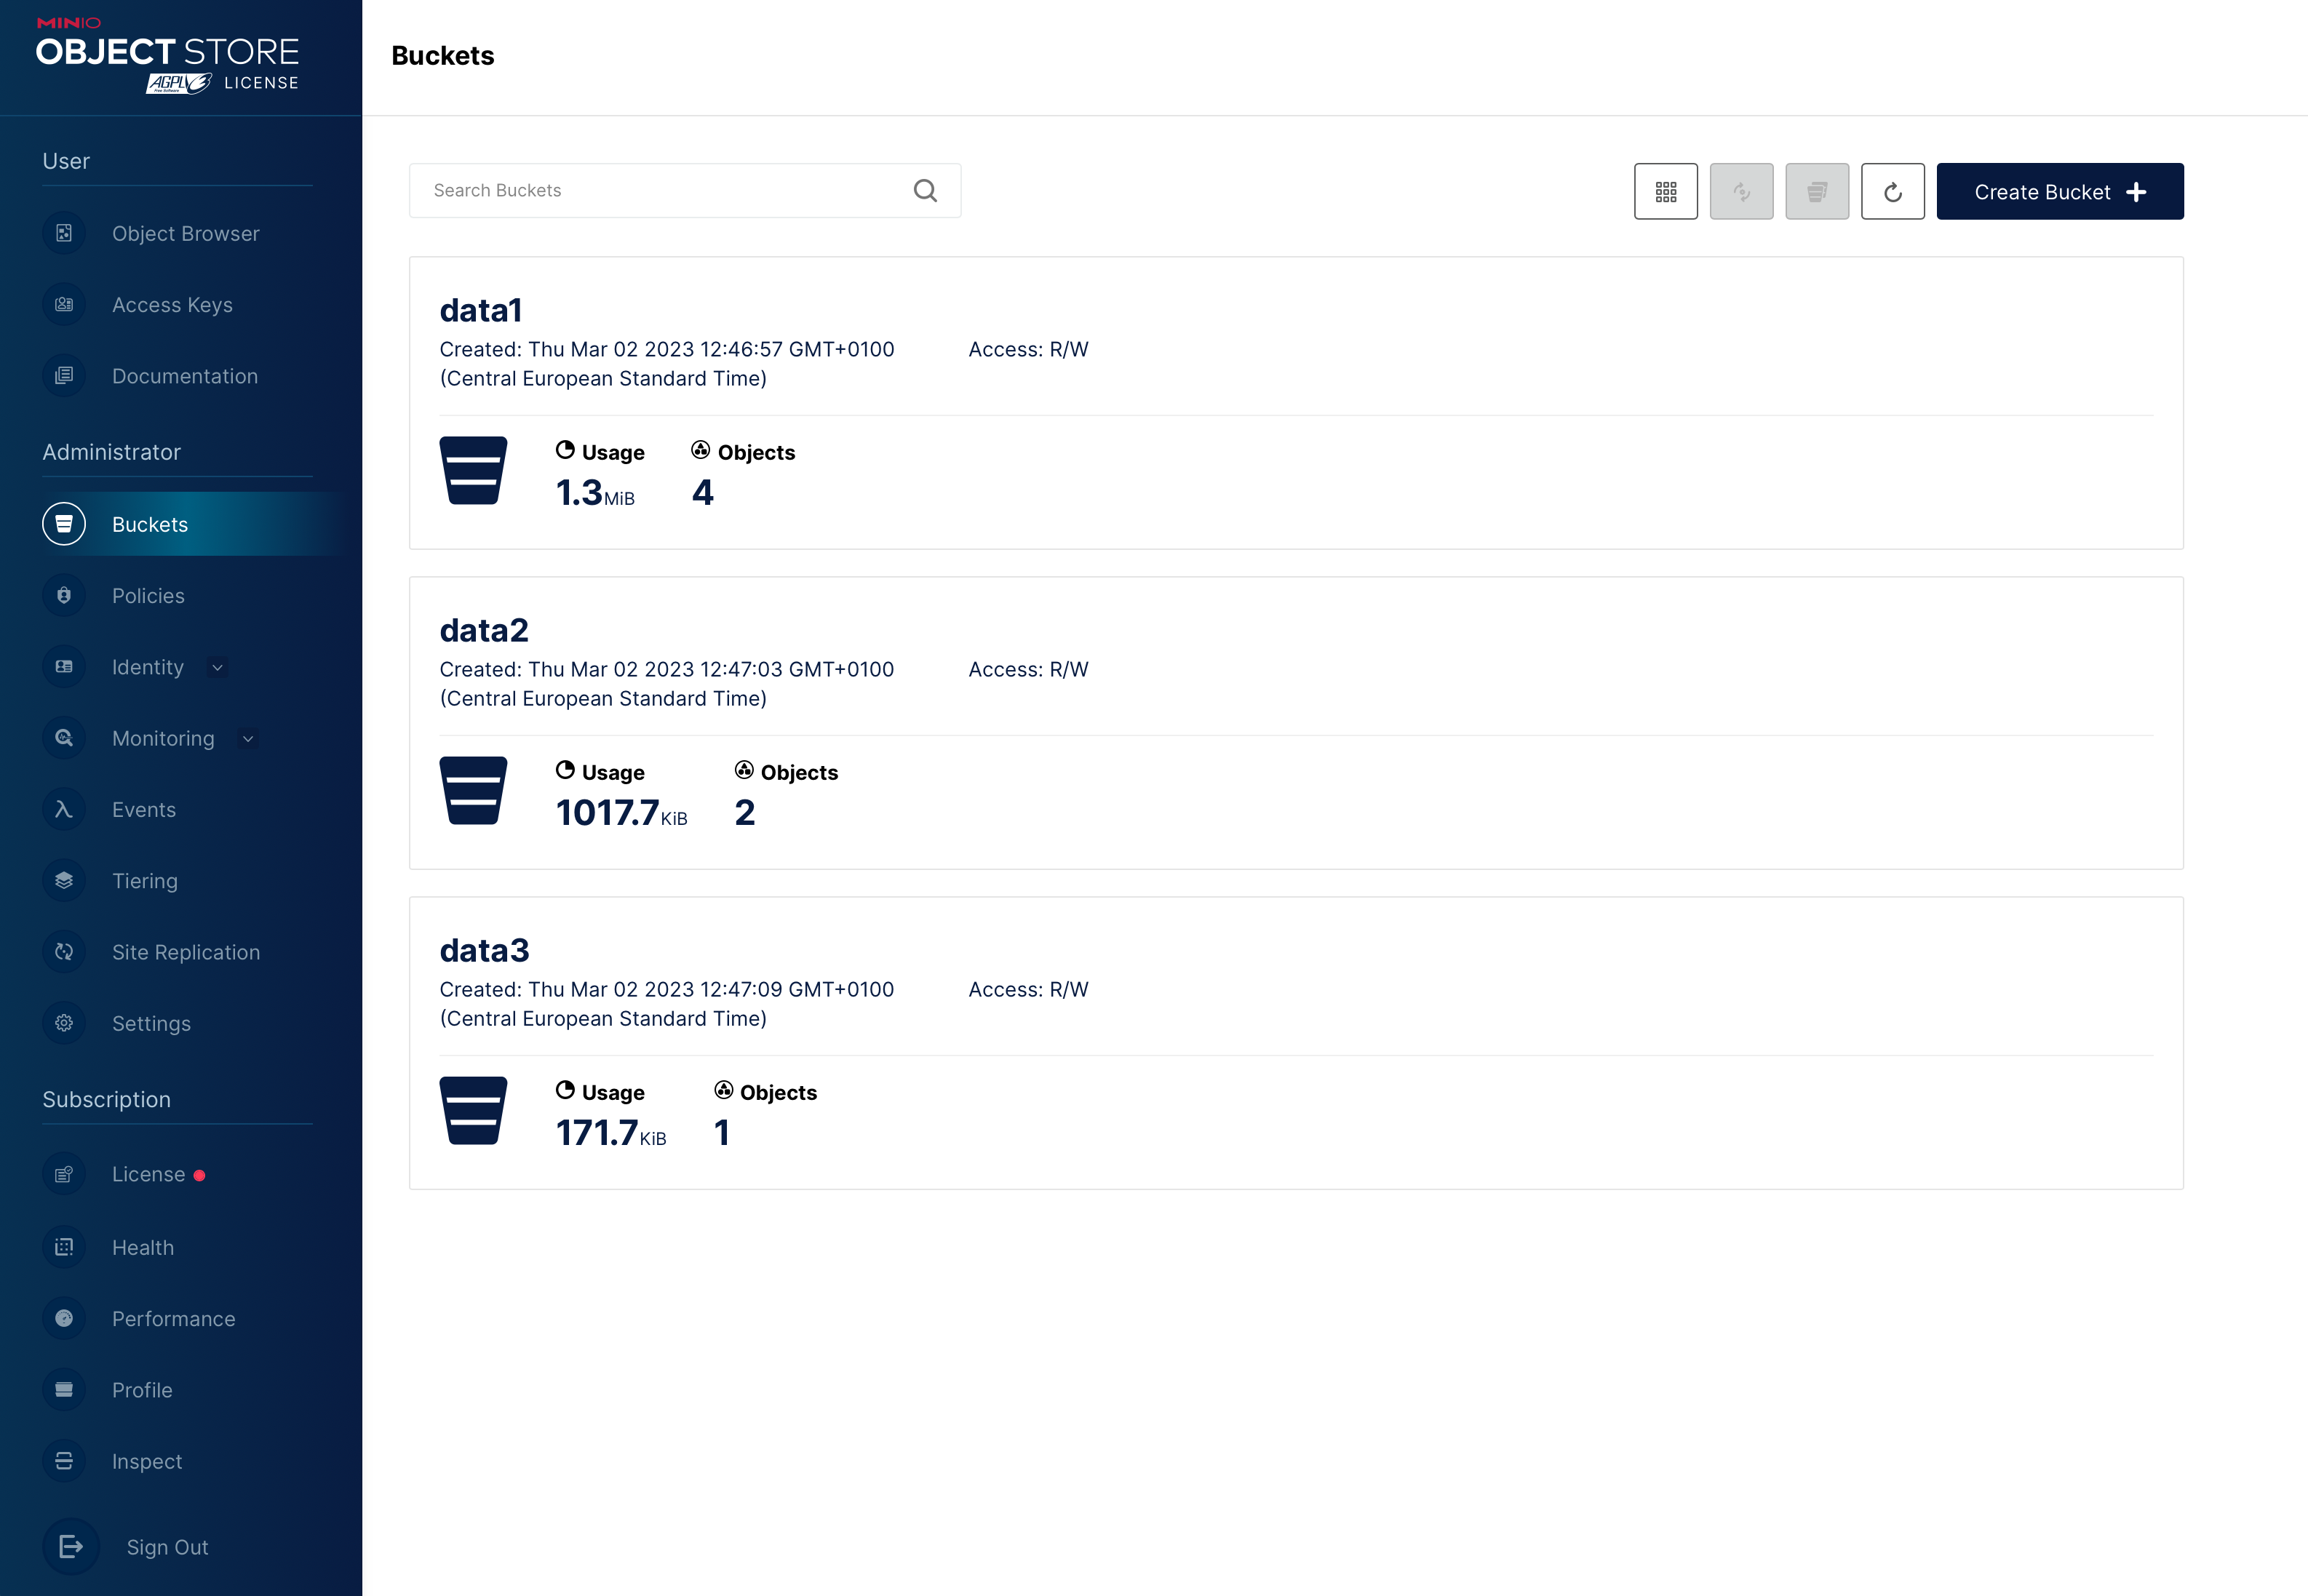 MINIO
OBJECT STORE
AGPL v3 LICENSE
Free Software
User
Object Browser
Access Keys
Documentation
Administrator
Buckets
Policies
Identity
Monitoring
Events
Tiering
Site Replication
Settings
Subscription
License
Health
Performance
Profile
Inspect
Sign Out
Buckets
Search Buckets
Create Bucket +
data1
Created: Thu Mar 02 2023 12:46:57 GMT+0100 Access: R/W
(Central European Standard Time)
Usage Objects
1.3MiB 4
data2
Created: Thu Mar 02 2023 12:47:03 GMT+0100 Access: R/W
(Central European Standard Time)
Usage Objects
1017.7KiB 2
data3
Created: Thu Mar 02 2023 12:47:09 GMT+0100 Access: R/W
(Central European Standard Time)
Usage Objects
171.7KiB 1